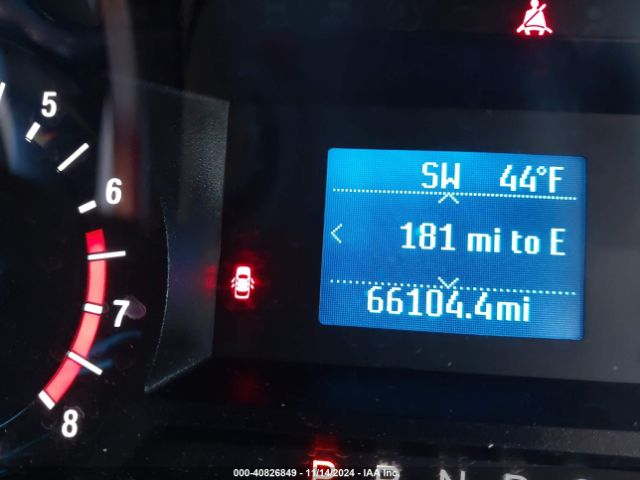 5
6
7
8
SW 44°F
< 181 mi to E
66104.4mi
P R N D
000-40826849 - 11/14/2024 - IAA Inc.